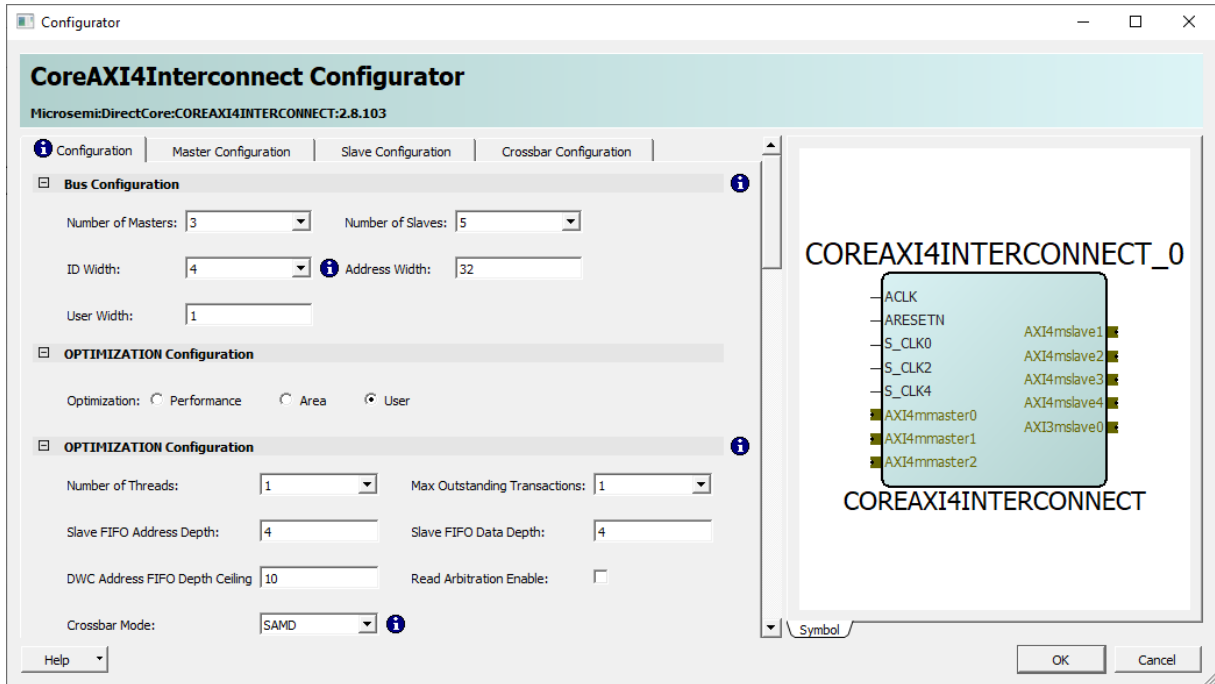 Configurator
CoreAXI4Interconnect Configurator
Microsemi:DirectCore:COREAXI4INTERCONNECT:2.8.103
Configuration Master Configuration Slave Configuration Crossbar Configuration
Bus Configuration
Number of Masters: 3 Number of Slaves: 5
ID Width: 4 Address Width: 32
User Width: 1
OPTIMIZATION Configuration
Optimization: Performance Area User
OPTIMIZATION Configuration
Number of Threads: 1 Max Outstanding Transactions: 1
Slave FIFO Address Depth: 4 Slave FIFO Data Depth: 4
DWC Address FIFO Depth Ceiling 10 Read Arbitration Enable:
Crossbar Mode: SAMD
COREAXI4INTERCONNECT_0
ACLK
ARESETN
S_CLK0
S_CLK2
S_CLK4
AXI4mmaster0
AXI4mmaster1
AXI4mmaster2
AXI4mslave1
AXI4mslave2
AXI4mslave3
AXI4mslave4
AXI3mslave0
COREAXI4INTERCONNECT
Symbol
Help OK Cancel